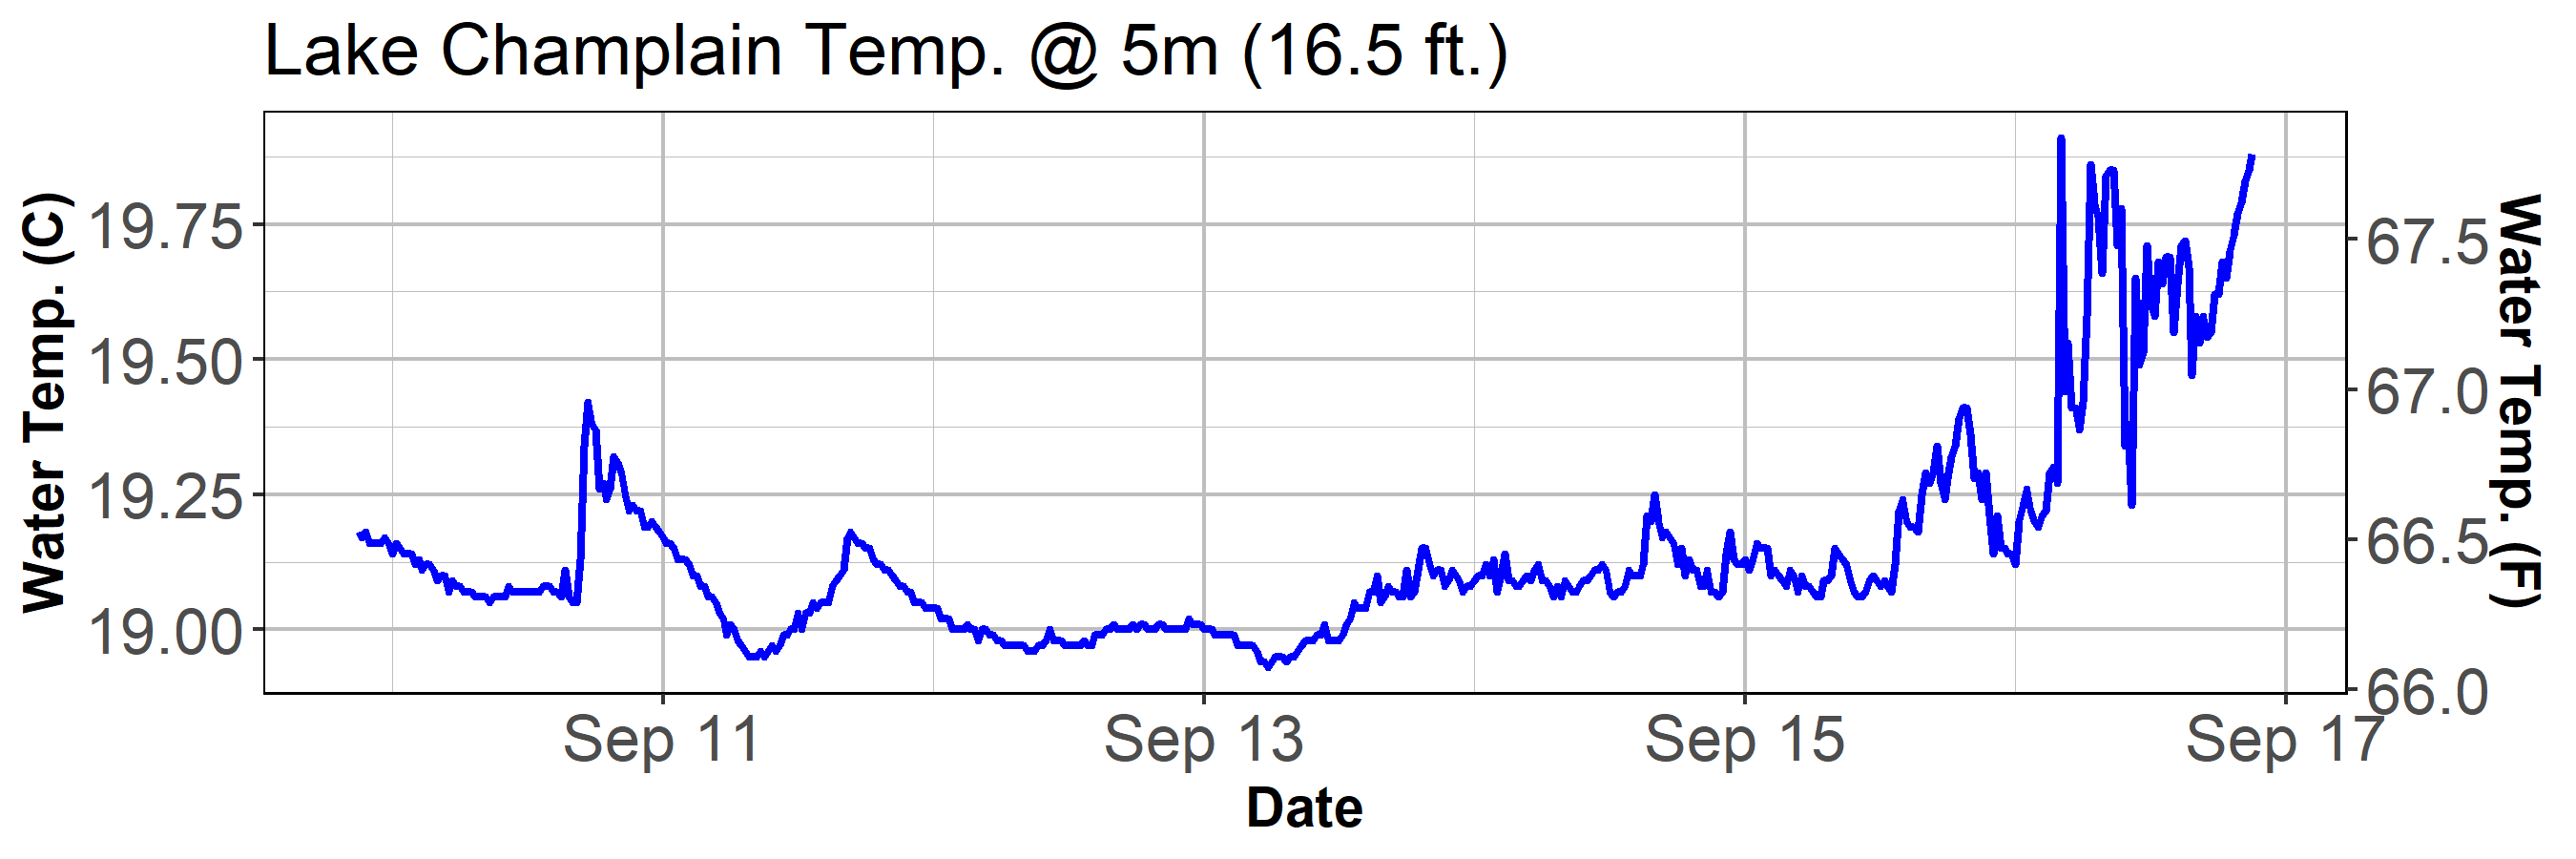 Lake Champlain Temp. @ 5m (16.5 ft.)
Water Temp. (C)
19.75
19.50
19.25
19.00
67.5
67.0
66.5
66.0
Water Temp. (F)
Sep 11 Sep 13 Sep 15 Sep 17
Date